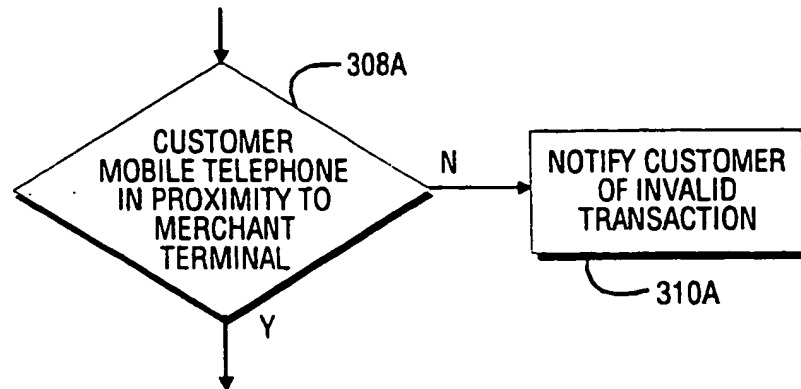 308A
CUSTOMER
MOBILE TELEPHONE
IN PROXIMITY TO
MERCHANT
TERMINAL
N
NOTIFY CUSTOMER
OF INVALID
TRANSACTION
310A
Y